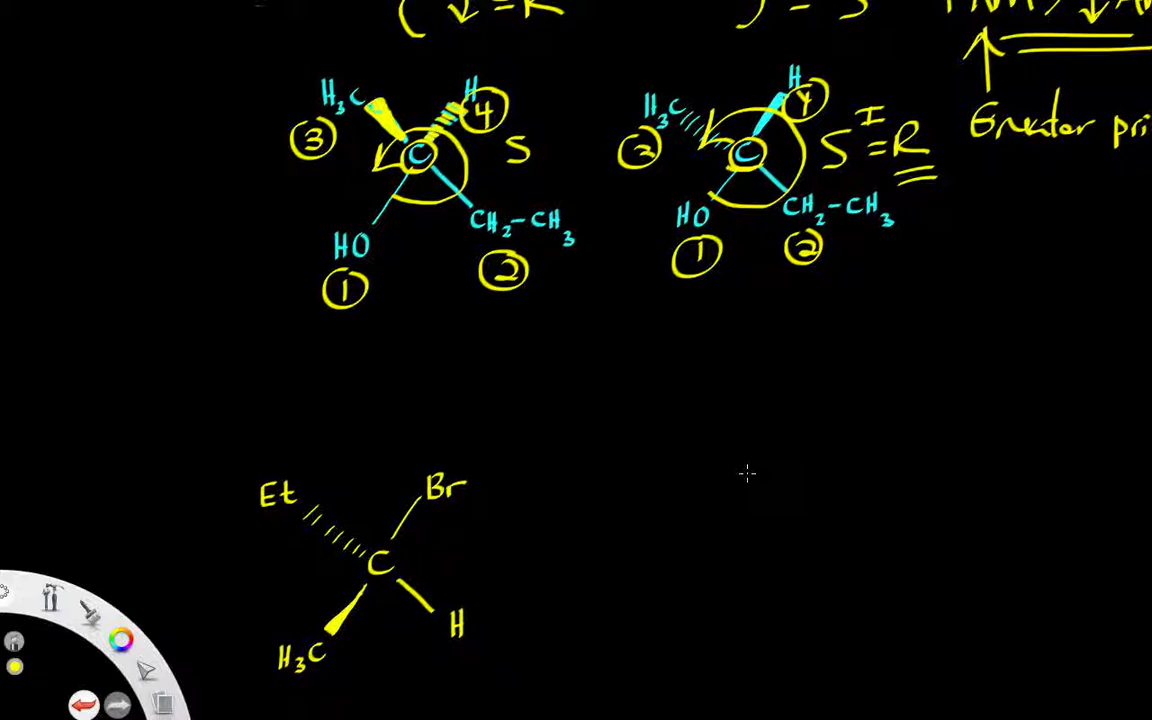 H₃C H 4
3
C S
HO CH₂-CH₃
1 2
H₃C H 4
3 I
C S = R
HO CH₂-CH₃
1 2
Greater
Et Br
C
H₃C H